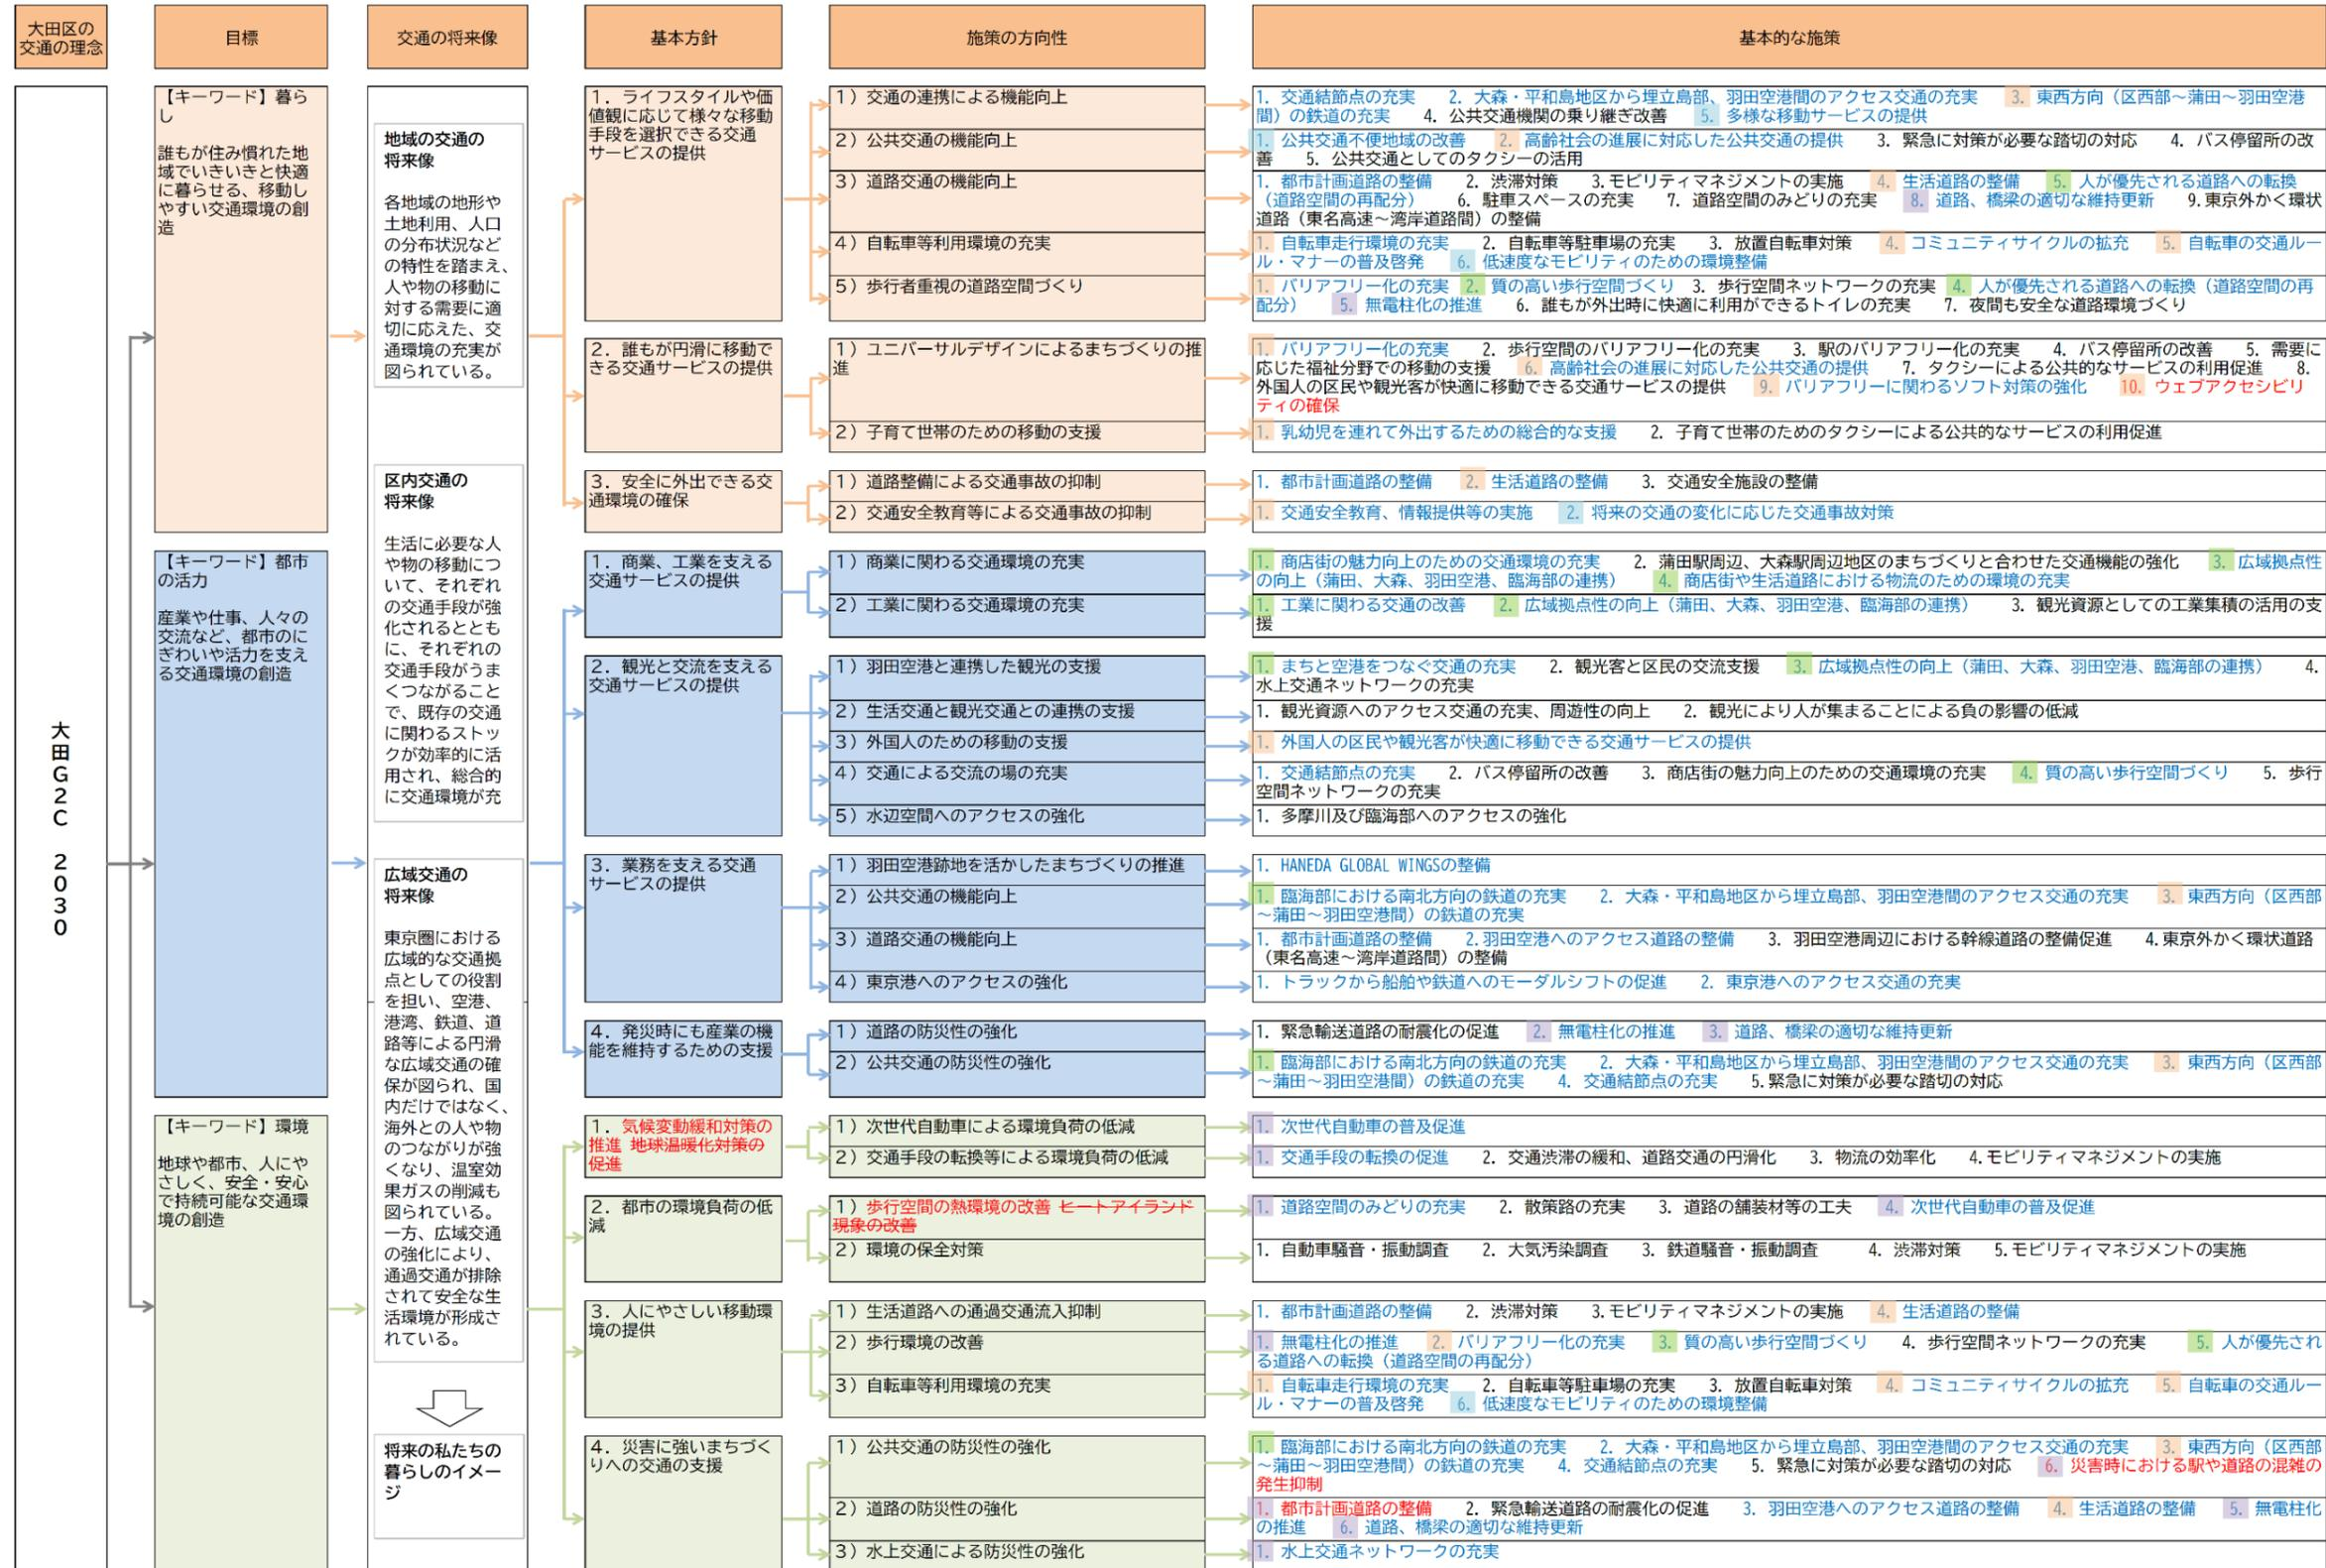 大田区の
交通の理念
目標
交通の将来像
基本方針
施策の方向性
基本的な施策
大田G2C 2030
【キーワード】暮ら
し
誰もが住み慣れた地
域でいきいきと快適
に暮らせる、移動し
やすい交通環境の創
造
【キーワード】都市
の活力
産業や仕事、人々の
交流など、都市のに
ぎわいや活力を支え
る交通環境の創造
【キーワード】環境
地球や都市、人にや
さしく、安全・安心
で持続可能な交通環
境の創造
地域の交通の
将来像
各地域の地形や
土地利用、人口
の分布状況など
の特性を踏まえ、
人や物の移動に
対する需要に適
切に応えた、交
通環境の充実が
図られている。
区内交通の
将来像
生活に必要な人
や物の移動につ
いて、それぞれ
の交通手段が強
化されるととも
に、それぞれの
交通手段がうま
くつながること
で、既存の交通
に関わるストッ
クが効率的に活
用され、総合的
に交通環境が充
広域交通の
将来像
東京圏における
広域的な交通拠
点としての役割
を担い、空港、
港湾、鉄道、道
路等による円滑
な広域交通の確
保が図られ、国
内だけではなく、
海外との人や物
のつながりが強
くなり、温室効
果ガスの削減も
図られている。
一方、広域交通
の強化により、
通過交通が排除
されて安全な生
活環境が形成さ
れている。
将来の私たちの
暮らしのイメー
ジ
1．ライフスタイルや価
値観に応じて様々な移動
手段を選択できる交通
サービスの提供
1）交通の連携による機能向上
1. 交通結節点の充実 2. 大森・平和島地区から埋立島部、羽田空港間のアクセス交通の充実 3. 東西方向（区西部～蒲田～羽田空港
間）の鉄道の充実 4. 公共交通機関の乗り継ぎ改善 5. 多様な移動サービスの提供
2）公共交通の機能向上
1. 公共交通不便地域の改善 2. 高齢社会の進展に対応した公共交通の提供 3. 緊急に対策が必要な踏切の対応 4. バス停留所の改
善 5. 公共交通としてのタクシーの活用
3）道路交通の機能向上
1. 都市計画道路の整備 2. 渋滞対策 3.モビリティマネジメントの実施 4. 生活道路の整備 5. 人が優先される道路への転換
（道路空間の再配分） 6. 駐車スペースの充実 7. 道路空間のみどりの充実 8. 道路、橋梁の適切な維持更新 9.東京外かく環状
道路（東名高速～湾岸道路間）の整備
4）自転車等利用環境の充実
1. 自転車走行環境の充実 2. 自転車等駐車場の充実 3. 放置自転車対策 4. コミュニティサイクルの拡充 5. 自転車の交通ルー
ル・マナーの普及啓発 6. 低速度なモビリティのための環境整備
5）歩行者重視の道路空間づくり
1. バリアフリー化の充実 2. 質の高い歩行空間づくり 3. 歩行空間ネットワークの充実 4. 人が優先される道路への転換（道路空間の再
配分） 5. 無電柱化の推進 6. 誰もが外出時に快適に利用ができるトイレの充実 7. 夜間も安全な道路環境づくり
2．誰もが円滑に移動で
きる交通サービスの提供
1）ユニバーサルデザインによるまちづくりの推
進
1. バリアフリー化の充実 2. 歩行空間のバリアフリー化の充実 3. 駅のバリアフリー化の充実 4. バス停留所の改善 5. 需要に
応じた福祉分野での移動の支援 6. 高齢社会の進展に対応した公共交通の提供 7. タクシーによる公共的なサービスの利用促進 8.
外国人の区民や観光客が快適に移動できる交通サービスの提供 9. バリアフリーに関わるソフト対策の強化 10. ウェブアクセシビリ
ティの確保
2）子育て世帯のための移動の支援
1. 乳幼児を連れて外出するための総合的な支援 2. 子育て世帯のためのタクシーによる公共的なサービスの利用促進
3．安全に外出できる交
通環境の確保
1）道路整備による交通事故の抑制
1. 都市計画道路の整備 2. 生活道路の整備 3. 交通安全施設の整備
2）交通安全教育等による交通事故の抑制
1. 交通安全教育、情報提供等の実施 2. 将来の交通の変化に応じた交通事故対策
1．商業、工業を支える
交通サービスの提供
1）商業に関わる交通環境の充実
1. 商店街の魅力向上のための交通環境の充実 2. 蒲田駅周辺、大森駅周辺地区のまちづくりと合わせた交通機能の強化 3. 広域拠点性
の向上（蒲田、大森、羽田空港、臨海部の連携） 4. 商店街や生活道路における物流のための環境の充実
2）工業に関わる交通環境の充実
1. 工業に関わる交通の改善 2. 広域拠点性の向上（蒲田、大森、羽田空港、臨海部の連携） 3. 観光資源としての工業集積の活用の支
援
2．観光と交流を支える
交通サービスの提供
1）羽田空港と連携した観光の支援
1. まちと空港をつなぐ交通の充実 2. 観光客と区民の交流支援 3. 広域拠点性の向上（蒲田、大森、羽田空港、臨海部の連携） 4.
水上交通ネットワークの充実
2）生活交通と観光交通との連携の支援
1. 観光資源へのアクセス交通の充実、周遊性の向上 2. 観光により人が集まることによる負の影響の低減
3）外国人のための移動の支援
1. 外国人の区民や観光客が快適に移動できる交通サービスの提供
4）交通による交流の場の充実
1. 交通結節点の充実 2. バス停留所の改善 3. 商店街の魅力向上のための交通環境の充実 4. 質の高い歩行空間づくり 5. 歩行
空間ネットワークの充実
5）水辺空間へのアクセスの強化
1. 多摩川及び臨海部へのアクセスの強化
3．業務を支える交通
サービスの提供
1）羽田空港跡地を活かしたまちづくりの推進
1. HANEDA GLOBAL WINGSの整備
2）公共交通の機能向上
1. 臨海部における南北方向の鉄道の充実 2. 大森・平和島地区から埋立島部、羽田空港間のアクセス交通の充実 3. 東西方向（区西部
～蒲田～羽田空港間）の鉄道の充実
3）道路交通の機能向上
1. 都市計画道路の整備 2.羽田空港へのアクセス道路の整備 3. 羽田空港周辺における幹線道路の整備促進 4.東京外かく環状道路
（東名高速～湾岸道路間）の整備
4）東京港へのアクセスの強化
1. トラックから船舶や鉄道へのモーダルシフトの促進 2. 東京港へのアクセス交通の充実
4．発災時にも産業の機
能を維持するための支援
1）道路の防災性の強化
1. 緊急輸送道路の耐震化の促進 2. 無電柱化の推進 3. 道路、橋梁の適切な維持更新
2）公共交通の防災性の強化
1. 臨海部における南北方向の鉄道の充実 2. 大森・平和島地区から埋立島部、羽田空港間のアクセス交通の充実 3. 東西方向（区西部
～蒲田～羽田空港間）の鉄道の充実 4. 交通結節点の充実 5.緊急に対策が必要な踏切の対応
1．気候変動緩和対策の
推進 地球温暖化対策の
促進
1）次世代自動車による環境負荷の低減
1. 次世代自動車の普及促進
2）交通手段の転換等による環境負荷の低減
1. 交通手段の転換の促進 2. 交通渋滞の緩和、道路交通の円滑化 3. 物流の効率化 4.モビリティマネジメントの実施
2．都市の環境負荷の低
減
1）歩行空間の熱環境の改善 ヒートアイランド
現象の改善
1. 道路空間のみどりの充実 2. 散策路の充実 3. 道路の舗装材等の工夫 4. 次世代自動車の普及促進
2）環境の保全対策
1. 自動車騒音・振動調査 2. 大気汚染調査 3. 鉄道騒音・振動調査 4. 渋滞対策 5.モビリティマネジメントの実施
3．人にやさしい移動環
境の提供
1）生活道路への通過交通流入抑制
1. 都市計画道路の整備 2. 渋滞対策 3.モビリティマネジメントの実施 4. 生活道路の整備
2）歩行環境の改善
1. 無電柱化の推進 2. バリアフリー化の充実 3. 質の高い歩行空間づくり 4. 歩行空間ネットワークの充実 5. 人が優先され
る道路への転換（道路空間の再配分）
3）自転車等利用環境の充実
1. 自転車走行環境の充実 2. 自転車等駐車場の充実 3. 放置自転車対策 4. コミュニティサイクルの拡充 5. 自転車の交通ルー
ル・マナーの普及啓発 6. 低速度なモビリティのための環境整備
4．災害に強いまちづく
りへの交通の支援
1）公共交通の防災性の強化
1. 臨海部における南北方向の鉄道の充実 2. 大森・平和島地区から埋立島部、羽田空港間のアクセス交通の充実 3. 東西方向（区西部
～蒲田～羽田空港間）の鉄道の充実 4. 交通結節点の充実 5. 緊急に対策が必要な踏切の対応 6. 災害時における駅や道路の混雑の
発生抑制
2）道路の防災性の強化
1. 都市計画道路の整備 2. 緊急輸送道路の耐震化の促進 3. 羽田空港へのアクセス道路の整備 4. 生活道路の整備 5. 無電柱化
の推進 6. 道路、橋梁の適切な維持更新
3）水上交通による防災性の強化
1. 水上交通ネットワークの充実